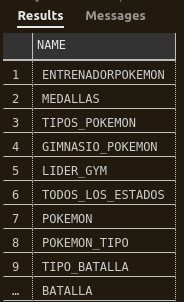 Results Messages
NAME
1 ENTRENADORPOKEMON
2 MEDALLAS
3 TIPOS_POKEMON
4 GIMNASIO_POKEMON
5 LIDER_GYM
6 TODOS_LOS_ESTADOS
7 POKEMON
8 POKEMON_TIPO
9 TIPO_BATALLA
… BATALLA